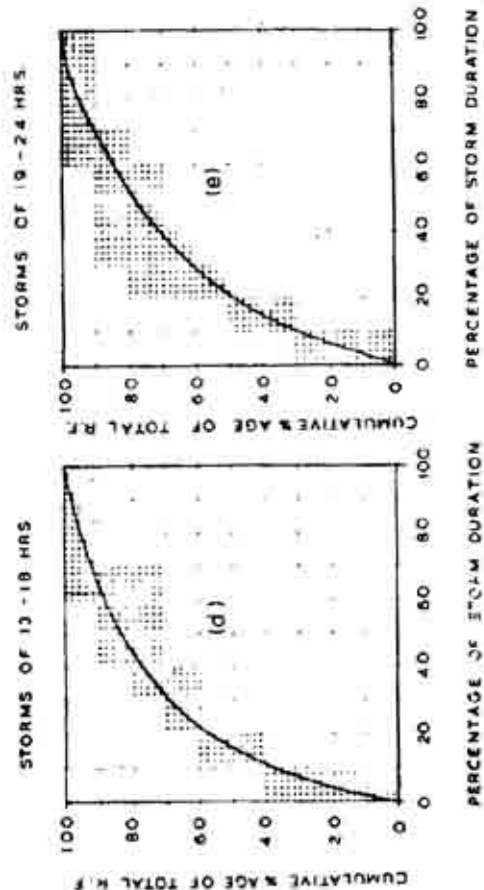 STORMS OF 13-18 HRS
CUMULATIVE % AGE OF TOTAL R.F
100
80
60
40
20
0
(d)
0 20 40 60 80 100
PERCENTAGE OF STORM DURATION
STORMS OF 19-24 HRS.
CUMULATIVE % AGE OF TOTAL R.F.
100
80
60
40
20
0
(e)
0 20 40 60 80 100
PERCENTAGE OF STORM DURATION